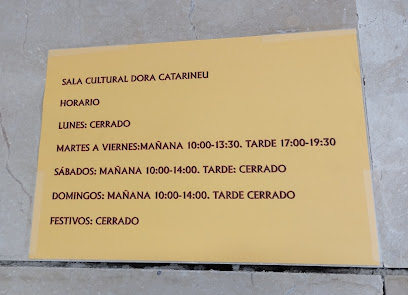 SALA CULTURAL DORA CATARINEU
HORARIO
LUNES: CERRADO
MARTES A VIERNES:MAÑANA 10:00-13:30. TARDE 17:00-19:30
SÁBADOS: MAÑANA 10:00-14:00. TARDE: CERRADO
DOMINGOS: MAÑANA 10:00-14:00. TARDE CERRADO
FESTIVOS: CERRADO